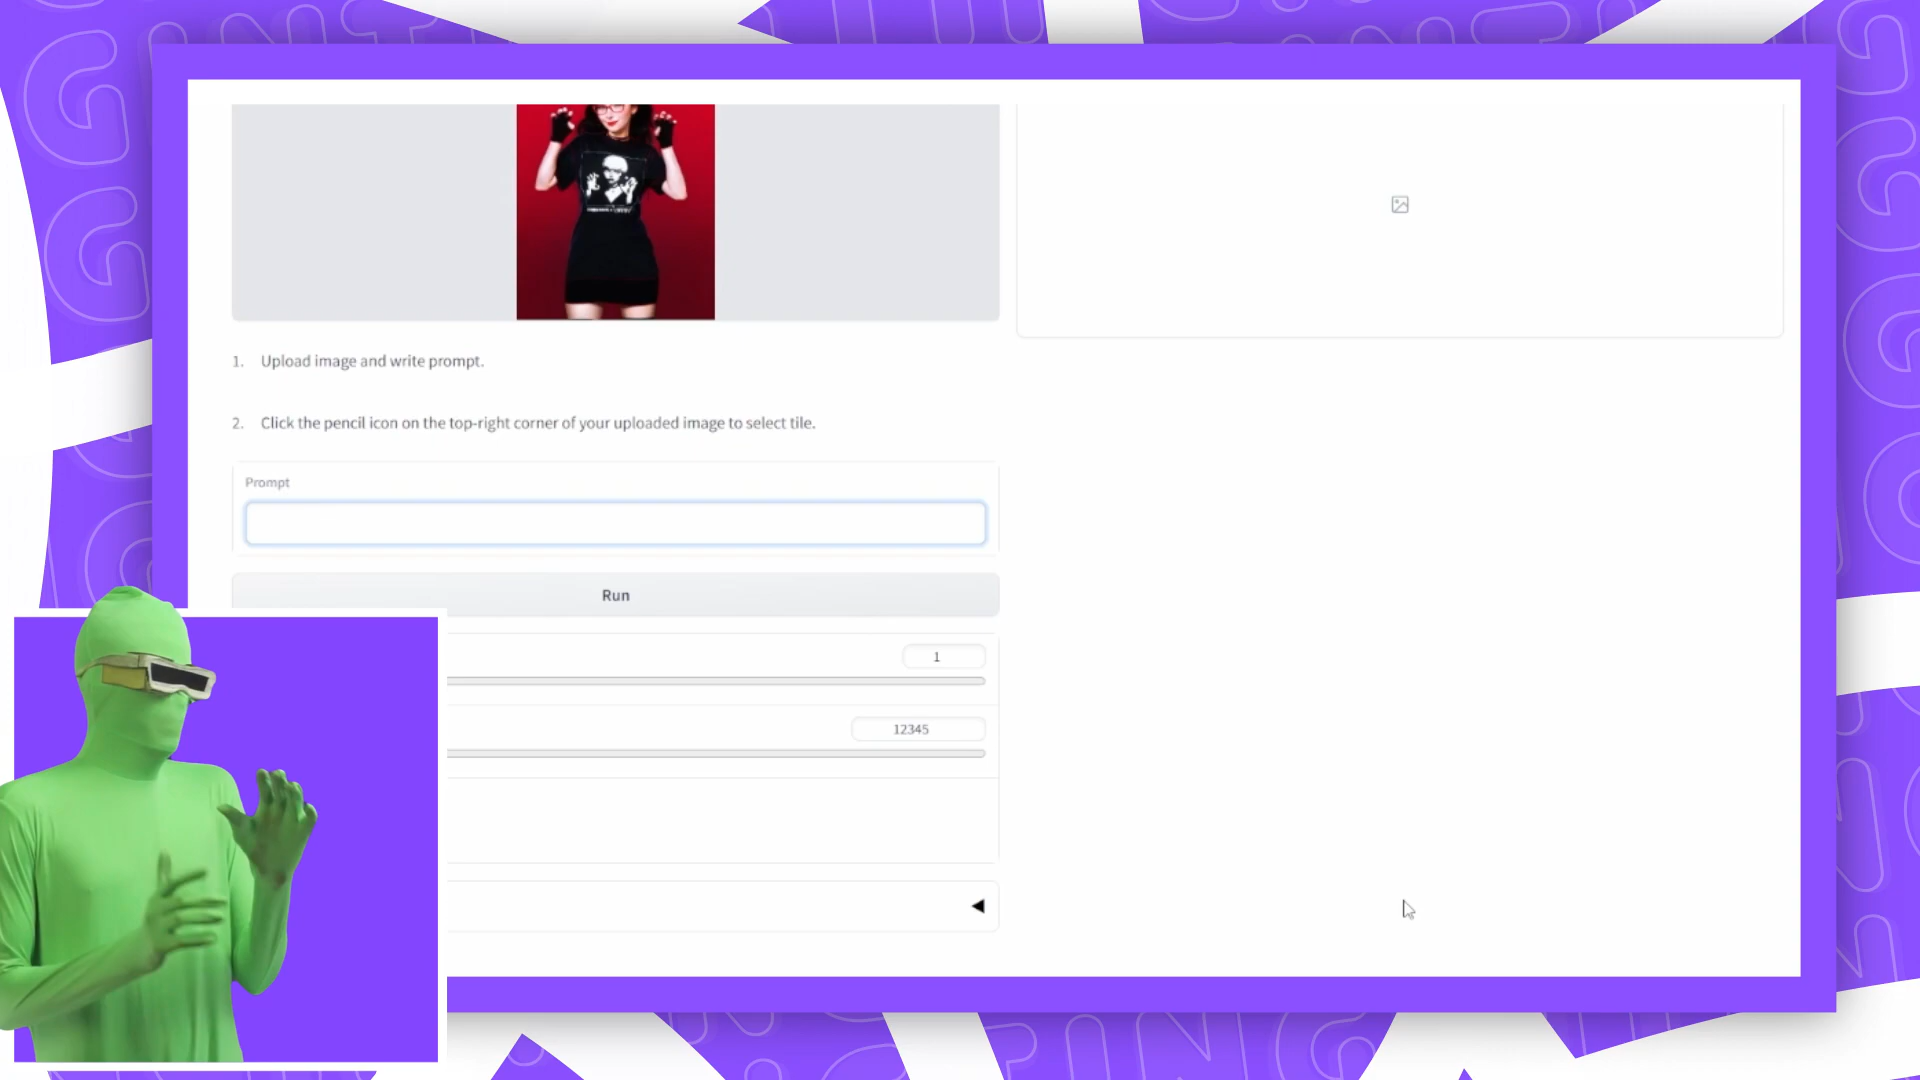 1. Upload image and write prompt.
2. Click the pencil icon on the top-right corner of your uploaded image to select tile.
Prompt
Run
1
12345